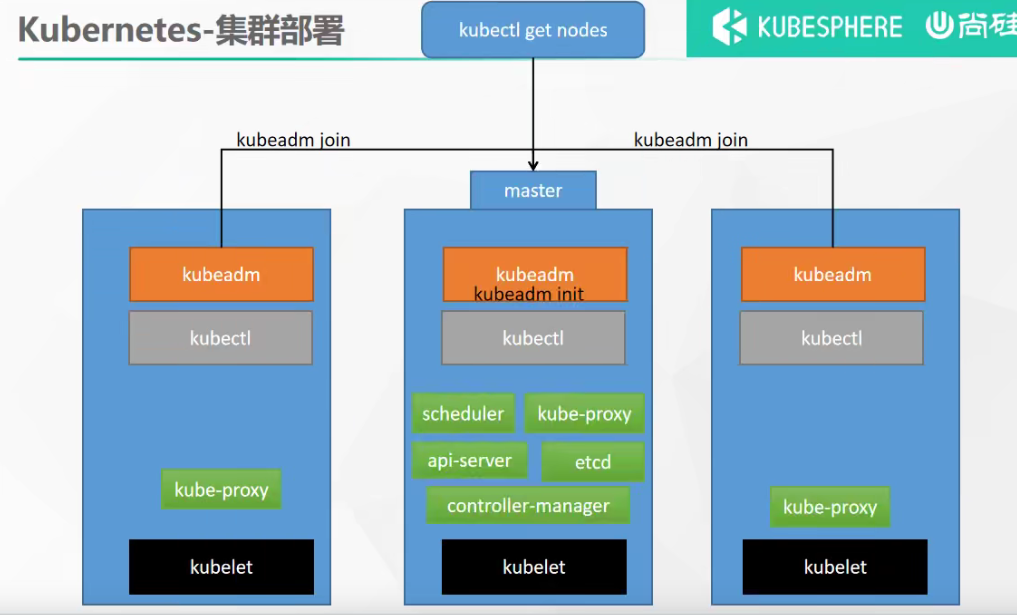 Kubernetes-集群部署
kubectl get nodes
KUBESPHERE
尚硅
kubeadm join
kubeadm join
master
kubeadm
kubeadm
kubeadm init
kubeadm
kubectl
kubectl
kubectl
scheduler
kube-proxy
api-server
etcd
kube-proxy
controller-manager
kube-proxy
kubelet
kubelet
kubelet